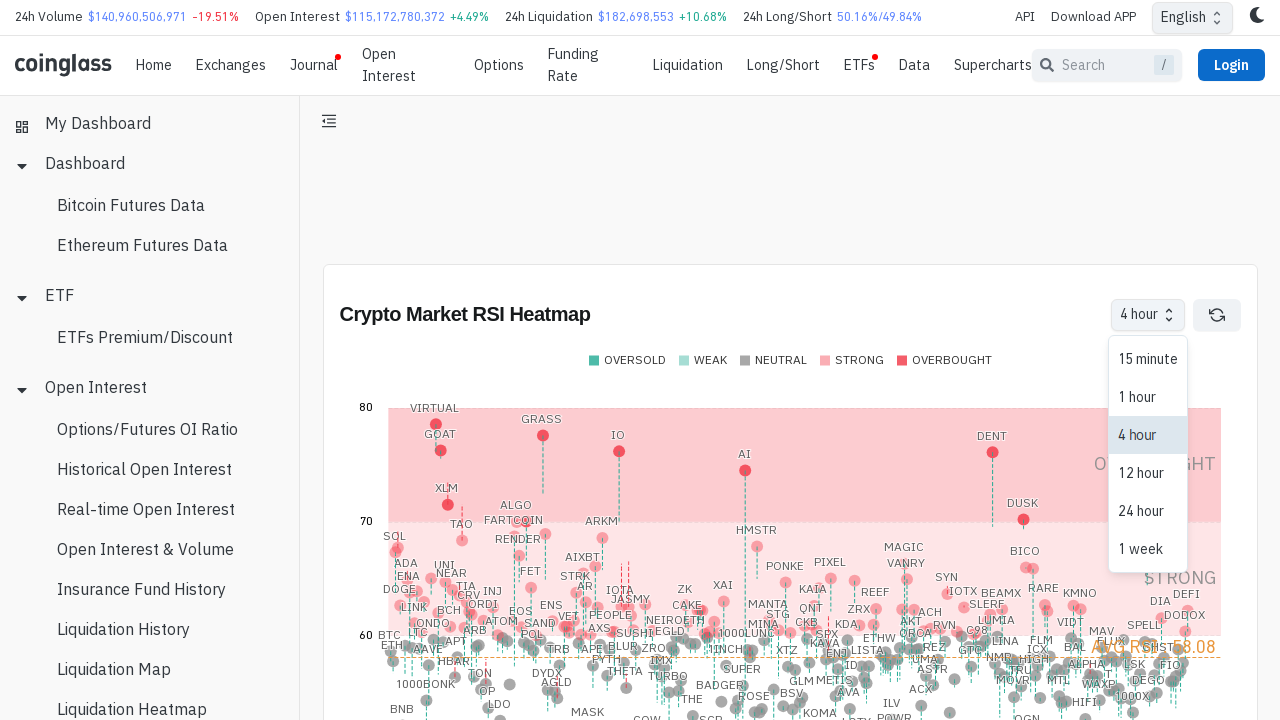 24h Volume $140,960,506,971 -19.51% Open Interest $115,172,780,372 +4.49% 24h Liquidation $182,698,553 +10.68% 24h Long/Short 50.16%/49.84% API Download APP English
coinglass Home Exchanges Journal Open Interest Options Funding Rate Liquidation Long/Short ETFs Data Supercharts Search / Login
My Dashboard
Dashboard
Bitcoin Futures Data
Ethereum Futures Data
ETF
ETFs Premium/Discount
Open Interest
Options/Futures OI Ratio
Historical Open Interest
Real-time Open Interest
Open Interest & Volume
Insurance Fund History
Liquidation History
Liquidation Map
Liquidation Heatmap
Crypto Market RSI Heatmap
4 hour
15 minute
1 hour
4 hour
12 hour
24 hour
1 week
OVERSOLD WEAK NEUTRAL STRONG OVERBOUGHT
80
VIRTUAL
GRASS
GOAT
IO
DENT
AI
XLM
ALGO
DUSK
70
TAO
FARTCOIN
ARKM
HMSTR
SOL
RENDER
MAGIC
BICO
AIXBT
ADA
UNI
PONKE
PIXEL
VANRY
ENA
NEAR
FET
STRK
SYN
STRONG
DOGE
TIA
INJ
AR
IOTA
ZK
XAI
KAIA
REEF
IOTX
BEAMX
RARE
KMNO
DEFI
LINK
CRV
ORDI
ENS
JASMY
CAKE
MANTA
QNT
ZRX
SLERF
DIA
BCH
EOS
VET
PEOPLE
STG
ACH
DODOX
ONDO
ATOM
SAND
NEIROETH
MINA
CKB
KDA
AKT
RVN
LUMIA
VIDT
SPELL
60
BTC
LTC
ARB
POL
AXS
SUSHI
EGLD
1000LUNC
SPX
ORCA
C98
MAV
ETH
AAVE
APT
TRB
APE
BLUR
ZRO
1INCH
XTZ
KAVA
ETHW
REZ
LINA
FLM
BAL
FLUX
AVG RSI : 58.08
HBAR
PYTH
IMX
SUPER
LISTA
UMA
GTC
NMR
ICX
HIGH
GHST
TON
DYDX
THETA
TURBO
ID
ASTR
TRU
ALPHA
LSK
FIO
1000BONK
OP
AGLD
BADGER
GLM
METIS
ACX
MOVR
MTL
WAXP
DEGO
LDO
THE
ROSE
BSV
AVA
HIFI
1000X
BNB
MASK
KOMA
ILV
COW
POWR